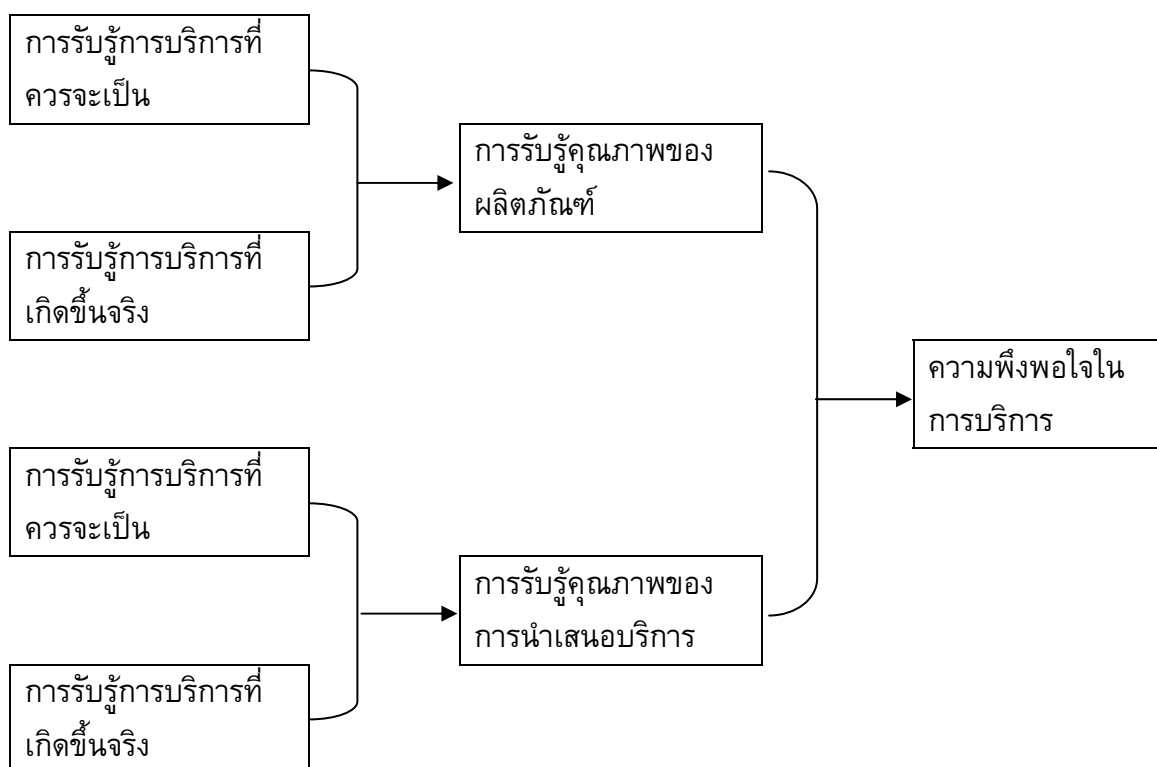 การรับรู้การบริการที่
ควรจะเป็น
การรับรู้คุณภาพของ
ผลิตภัณฑ์
การรับรู้การบริการที่
เกิดขึ้นจริง
ความพึงพอใจใน
การบริการ
การรับรู้การบริการที่
ควรจะเป็น
การรับรู้คุณภาพของ
การนำเสนอบริการ
การรับรู้การบริการที่
เกิดขึ้นจริง